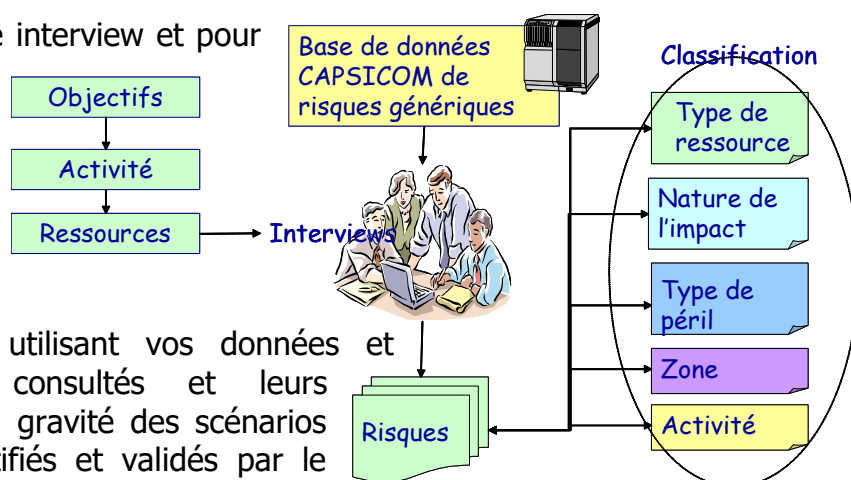 e interview et pour
Base de données
CAPSICOM de
risques génériques
Classification
Objectifs
Activité
Ressources
Interviews
Type de
ressource
Nature de
l'impact
Type de
péril
Zone
Activité
utilisant vos données et
consultés et leurs
gravité des scénarios
tifiés et validés par le
Risques